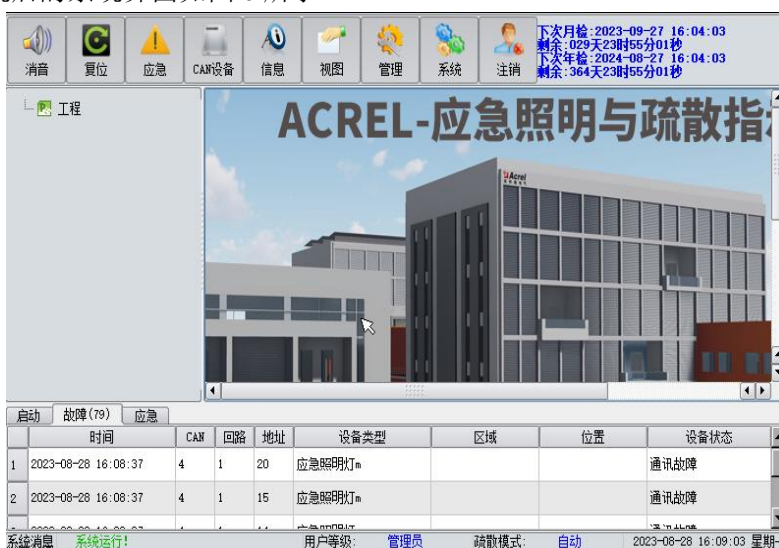 消音 复位 应急 CAN设备 信息 视图 管理 系统 注销
下次月检:2023-09-27 16:04:03
剩余:029天23时55分01秒
下次年检:2024-08-27 16:04:03
剩余:364天23时55分01秒
工程
ACREL-应急照明与疏散指
Acrel
启动 故障(79) 应急
时间 CAN 回路 地址 设备类型 区域 位置 设备状态
1 2023-08-28 16:08:37 4 1 20 应急照明灯m 通讯故障
2 2023-08-28 16:08:37 4 1 15 应急照明灯m 通讯故障
系统消息 系统运行! 用户等级: 管理员 疏散模式: 自动 2023-08-28 16:09:03 星期一